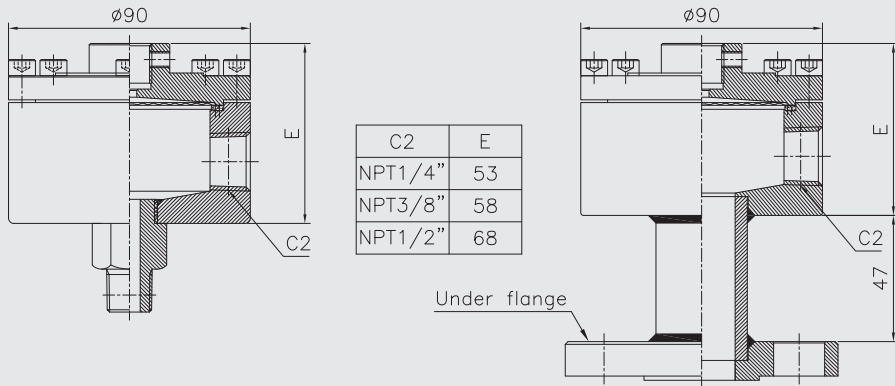 ø90
E
C2
C2 E
NPT1/4" 53
NPT3/8" 58
NPT1/2" 68
ø90
E
C2
47
Under flange